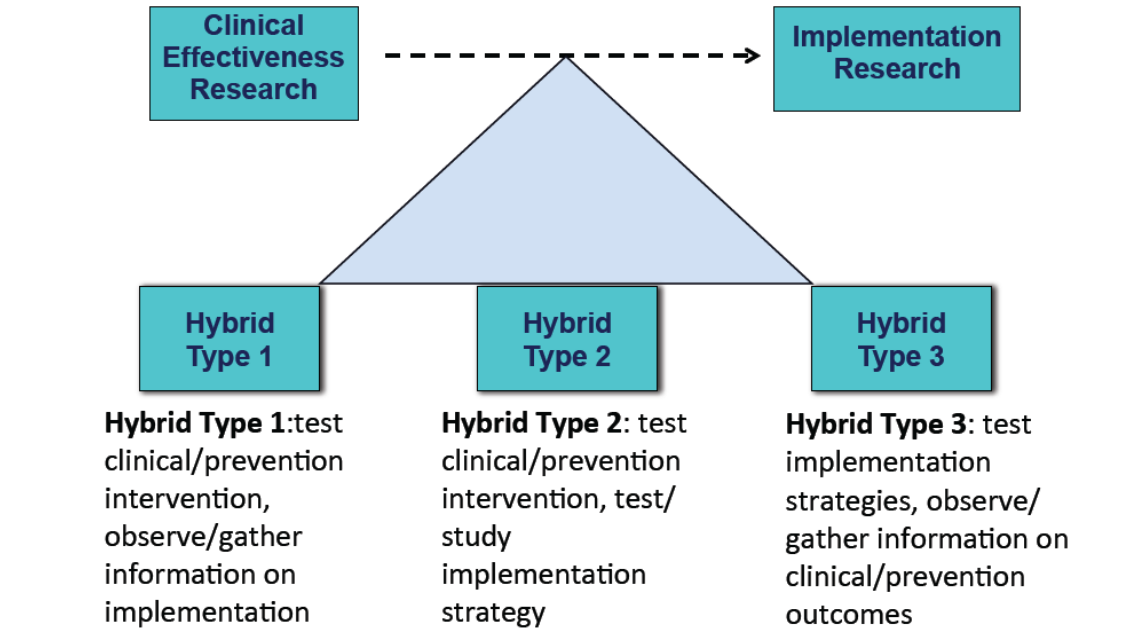 Clinical
Effectiveness
Research
Implementation
Research
Hybrid
Type 1
Hybrid
Type 2
Hybrid
Type 3
Hybrid Type 1:test
clinical/prevention
intervention,
observe/gather
information on
implementation
Hybrid Type 2: test
clinical/prevention
intervention, test/
study
implementation
strategy
Hybrid Type 3: test
implementation
strategies, observe/
gather information on
clinical/prevention
outcomes